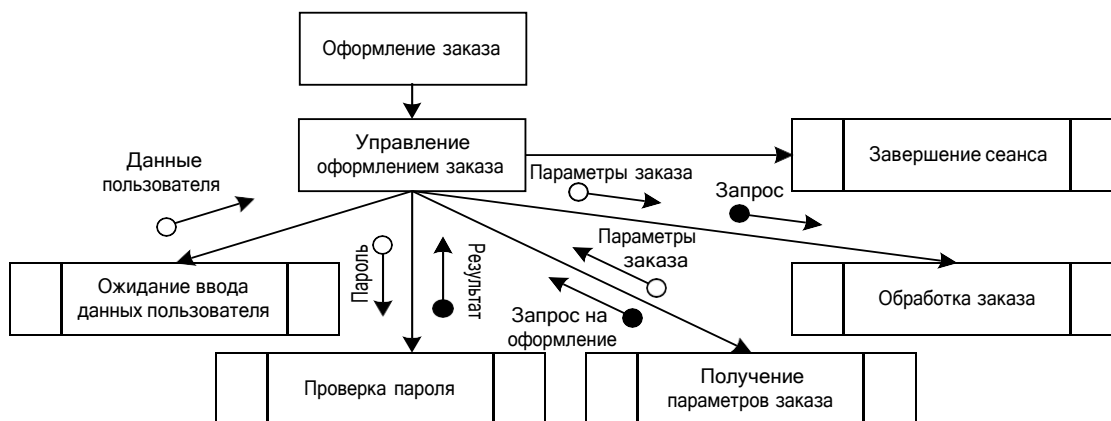 Оформление заказа
Управление
оформлением заказа
Завершение сеанса
Данные
пользователя
Параметры заказа
Запрос
Пароль
Результат
Параметры
заказа
Ожидание ввода
данных пользователя
Обработка заказа
Запрос на
оформление
Проверка пароля
Получение
параметров заказа